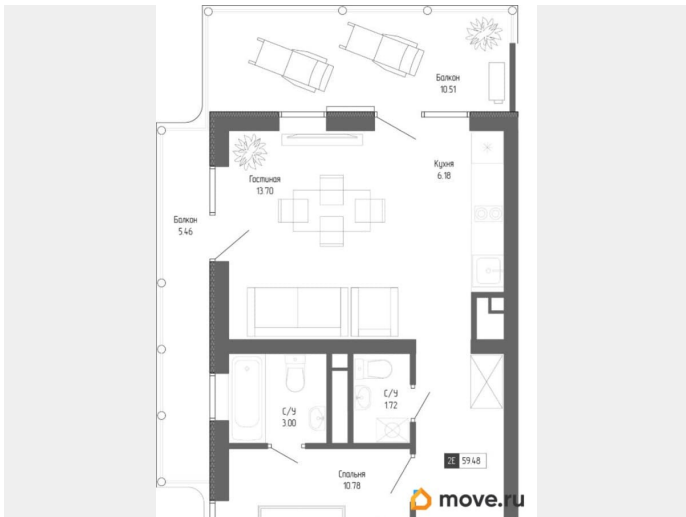 Балкон
10.51
Кухня
6.18
Гостиная
13.70
Балкон
5.46
С/У
1.72
С/У
3.00
2Е 59.48
Спальня
10.78
move.ru